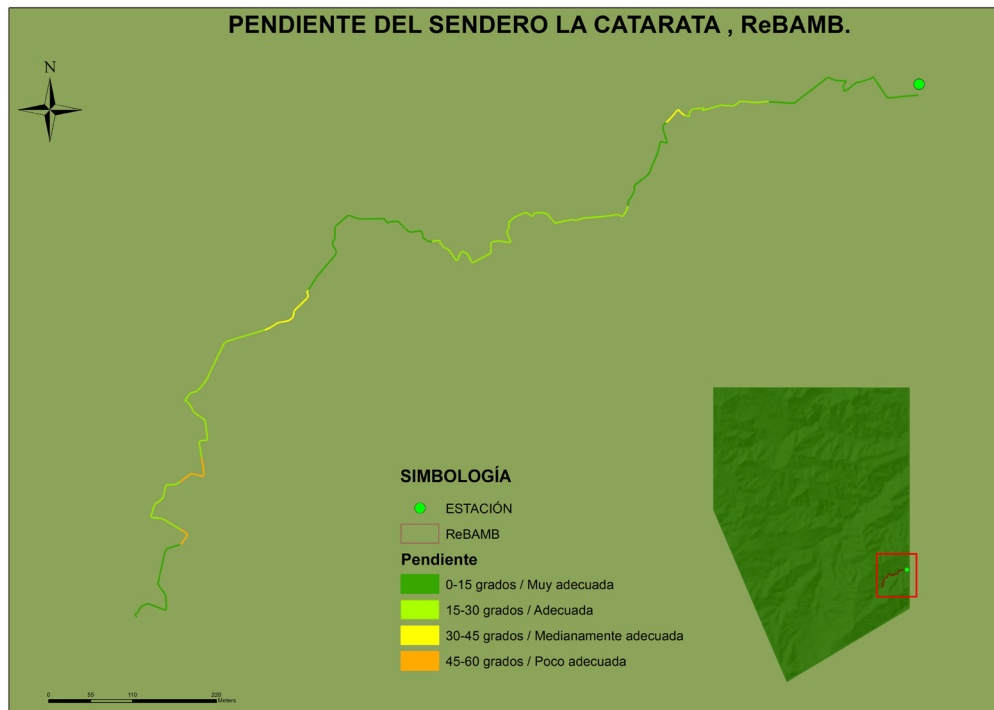 PENDIENTE DEL SENDERO LA CATARATA , ReBAMB.
N
SIMBOLOGÍA
ESTACIÓN
ReBAMB
Pendiente
0-15 grados / Muy adecuada
15-30 grados / Adecuada
30-45 grados / Medianamente adecuada
45-60 grados / Poco adecuada
0 55 110 220
Meters